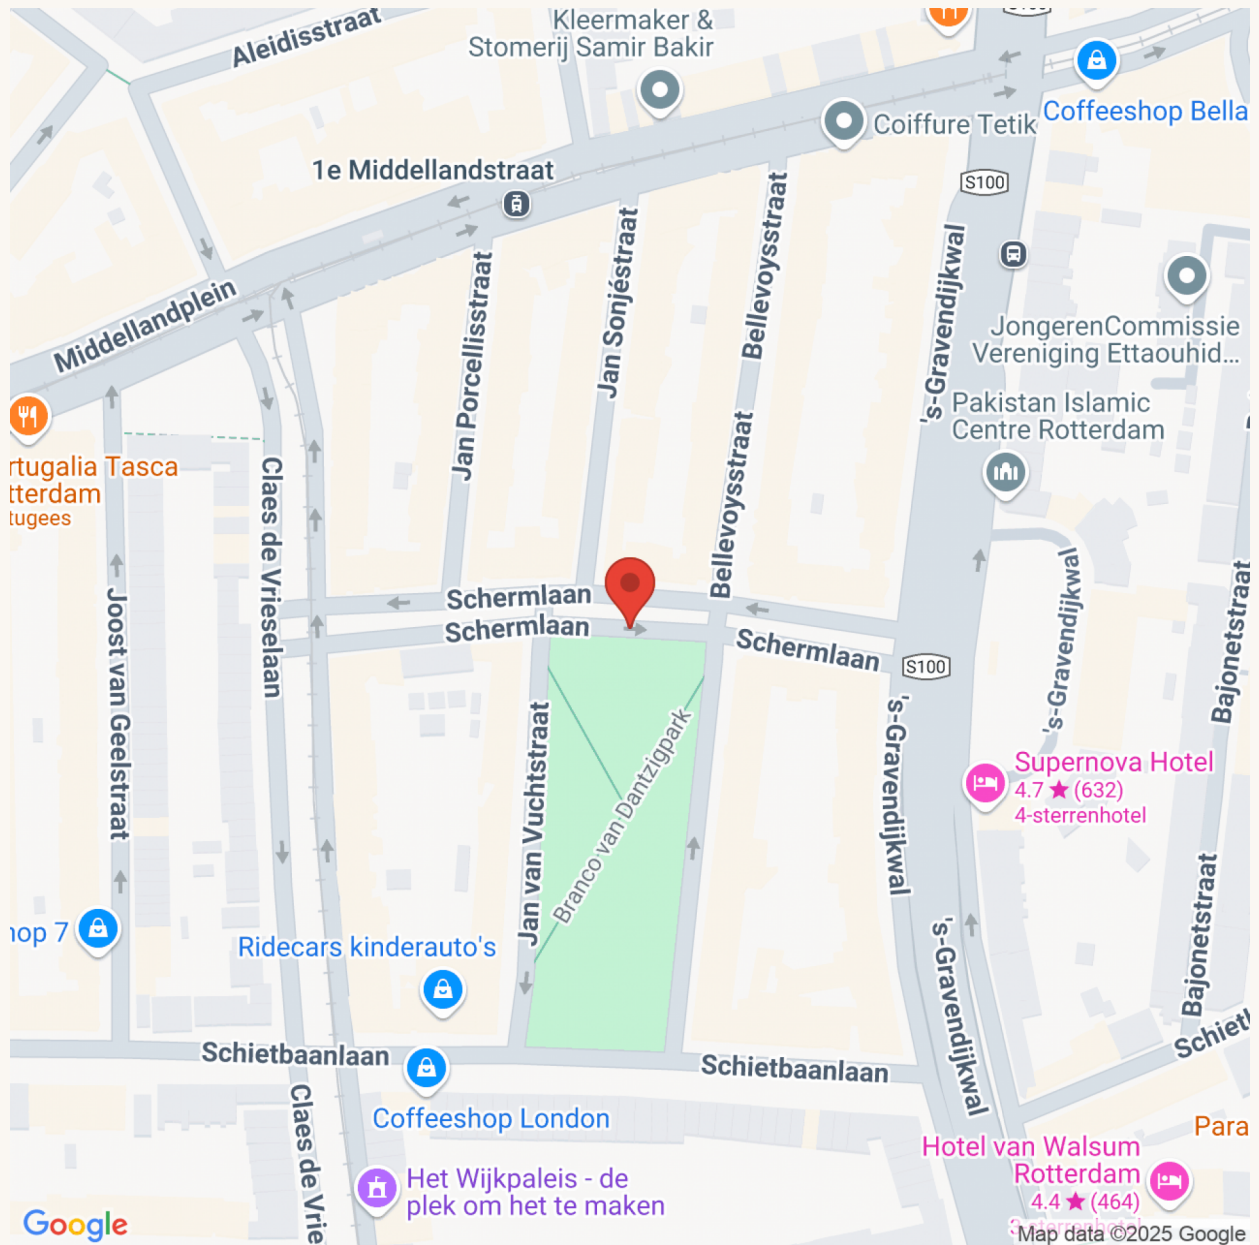 Kleermaker &
Stomerij Samir Bakir
Aleidisstraat
Coffeeshop Bella
Coiffure Tetik
1e Middellandstraat
S100
Bellevoysstraat
Jan Sonjéstraat
Jan Porcellisstraat
's-Gravendijkwal
Middellandplein
JongerenCommissie
Vereniging Ettaouhid...
Pakistan Islamic
Centre Rotterdam
rtugalia Tasca
tterdam
tugees
Claes de Vrieselaan
Bellevoysstraat
Joost van Geelstraat
Schermlaan
Schermlaan
Schermlaan
S100
's-Gravendijkwal
Bajonetstraat
Jan van Vuchtstraat
Branco van Dantzigpark
's-Gravendijkwal
Supernova Hotel
4.7 ★ (632)
4-sterrenhotel
hop 7
Ridecars kinderauto's
's-Gravendijkwal
Bajonetstraat
Schietbaanlaan
Schietbaanlaan
Schiet
Coffeeshop London
Claes de Vrie
Het Wijkpaleis - de
plek om het te maken
Para
Hotel van Walsum
Rotterdam
4.4 ★ (464)
3-sterrenhotel
Google
Map data ©2025 Google